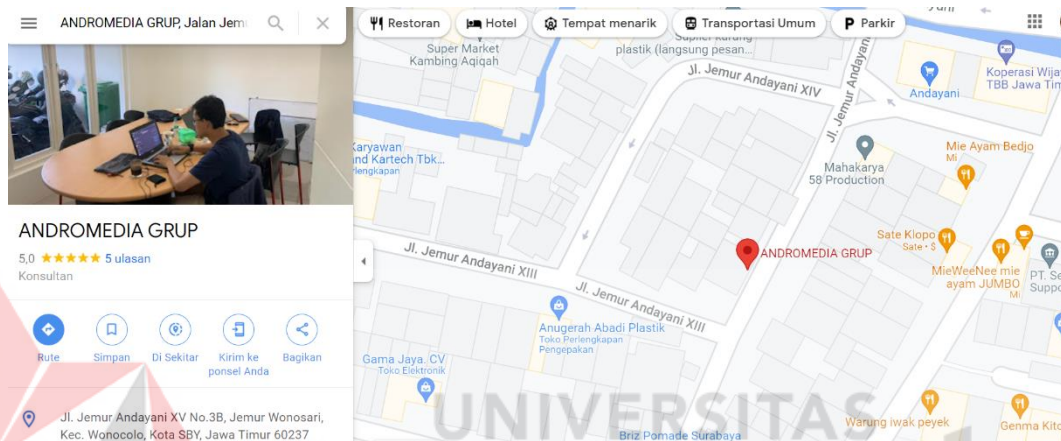 ANDROMEDIA GRUP, Jalan Jem
Restoran
Hotel
Tempat menarik
Transportasi Umum
Parkir
ANDROMEDIA GRUP
5,0 ★★★★★ 5 ulasan
Konsultan
Rute
Simpan
Di Sekitar
Kirim ke
ponsel Anda
Bagikan
Jl. Jemur Andayani XV No.3B, Jemur Wonosari,
Kec. Wonocolo, Kota SBY, Jawa Timur 60237
Super Market
Kambing Aqiqah
plastik (langsung pesan...
Jl. Jemur Andayani XIV
Jl. Jemur Andayani
Andayani
Koperasi Wija
TBB Jawa Tim
Karyawan
nd Kartech Tbk...
lengkapan
Mahakarya
58 Production
Mie Ayam Bedjo
Mi
Sate Klopo
Sate • $
MieWeeNee mie
ayam JUMBO
Mi
PT. Se
Suppo
ANDROMEDIA GRUP
Jl. Jemur Andayani XIII
Jl. Jemur Andayani XIII
Anugerah Abadi Plastik
Toko Perlengkapan
Pengepakan
Gama Jaya. CV
Toko Elektronik
UNIVERSITAS
Briz Pomade Surabaya
Warung iwak peyek
Genma Kit